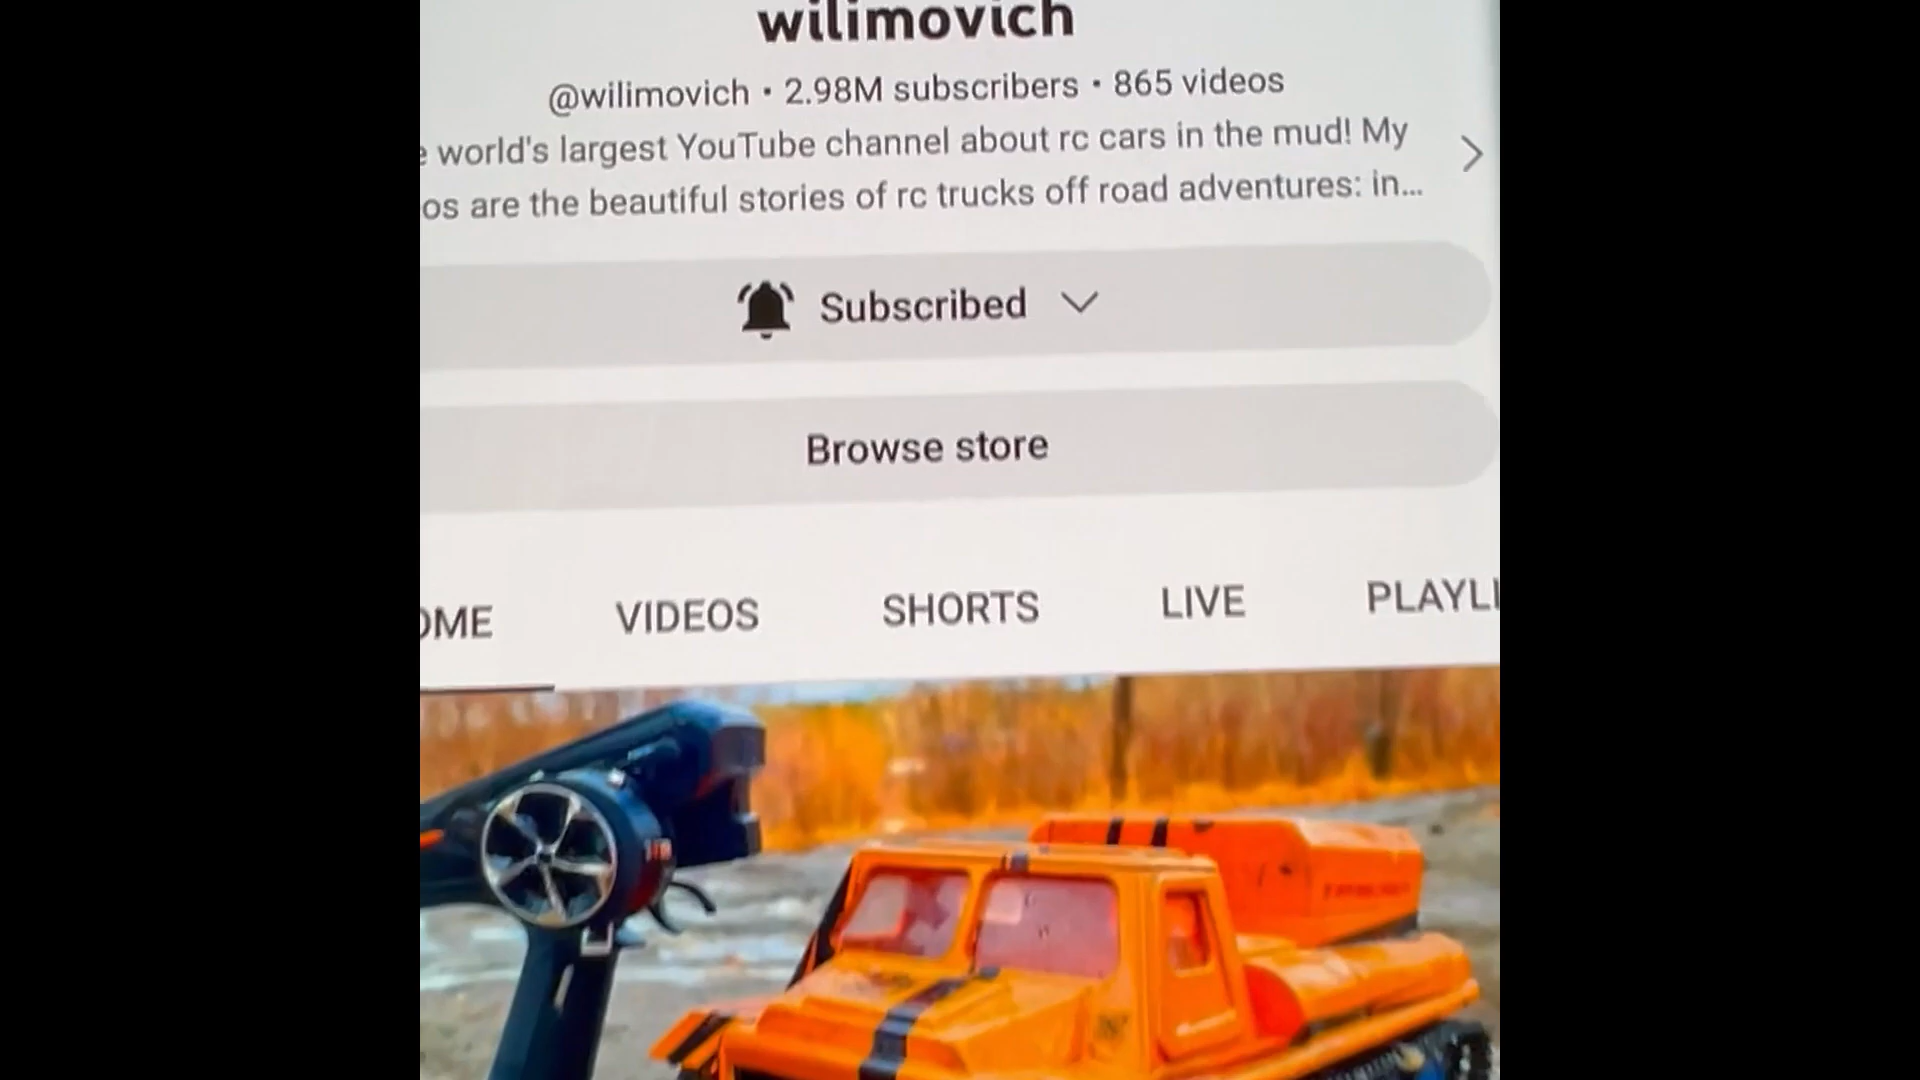 wilimovich
@wilimovich • 2.98M subscribers • 865 videos
e world's largest YouTube channel about rc cars in the mud! My
os are the beautiful stories of rc trucks off road adventures: in...
Subscribed
Browse store
OME VIDEOS SHORTS LIVE PLAYLI